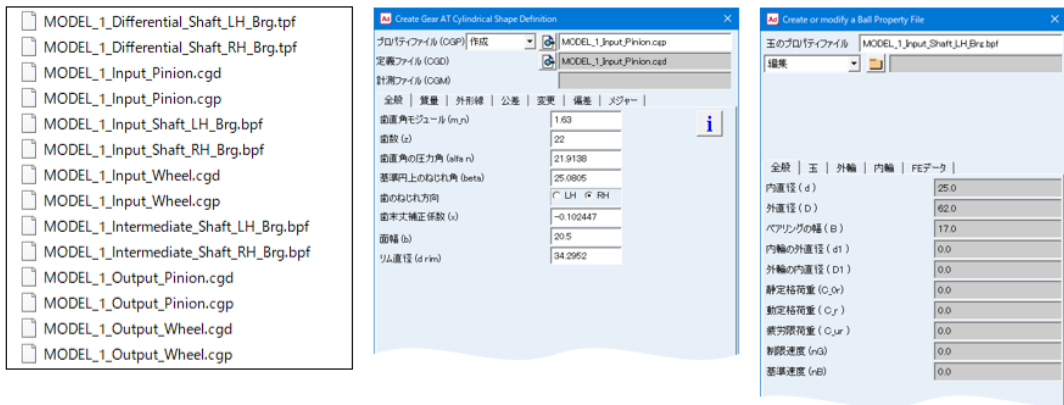 MODEL_1_Differential_Shaft_LH_Brg.tpf
MODEL_1_Differential_Shaft_RH_Brg.tpf
MODEL_1_Input_Pinion.cgd
MODEL_1_Input_Pinion.cgp
MODEL_1_Input_Shaft_LH_Brg.bpf
MODEL_1_Input_Shaft_RH_Brg.bpf
MODEL_1_Input_Wheel.cgd
MODEL_1_Input_Wheel.cgp
MODEL_1_Intermediate_Shaft_LH_Brg.bpf
MODEL_1_Intermediate_Shaft_RH_Brg.bpf
MODEL_1_Output_Pinion.cgd
MODEL_1_Output_Pinion.cgp
MODEL_1_Output_Wheel.cgd
MODEL_1_Output_Wheel.cgp
Create Gear AT Cylindrical Shape Definition
プロパティファイル (CGP) 作成 MODEL_1_Input_Pinion.cgp
定義ファイル (CGD) MODEL_1_Input_Pinion.cgd
計測ファイル (CGM)
全般 | 質量 | 外形線 | 公差 | 変更 | 偏差 | メジャー |
歯直角モジュール (m_n) 1.63
歯数 (z) 22
歯直角の圧力角 (alfa n) 21.9138
基準円上のねじれ角 (beta) 25.0805
歯のねじれ方向 LH RH
歯末丈補正係数 (x) -0.102447
面幅 (b) 20.5
リム直径 (d rim) 34.2952
i
Create or modify a Ball Property File
玉のプロパティファイル MODEL_1_Input_Shaft_LH_Brg.bpf
編集
全般 | 玉 | 外輪 | 内輪 | FEデータ |
内直径 ( d ) 25.0
外直径 ( D ) 62.0
ベアリングの幅 ( B ) 17.0
内輪の外直径 ( d1 ) 0.0
外輪の内直径 ( D1 ) 0.0
静定格荷重 (C_0r) 0.0
動定格荷重 ( C_r ) 0.0
疲労限荷重 ( C_ur ) 0.0
制限速度 (nG) 0.0
基準速度 (nB) 0.0